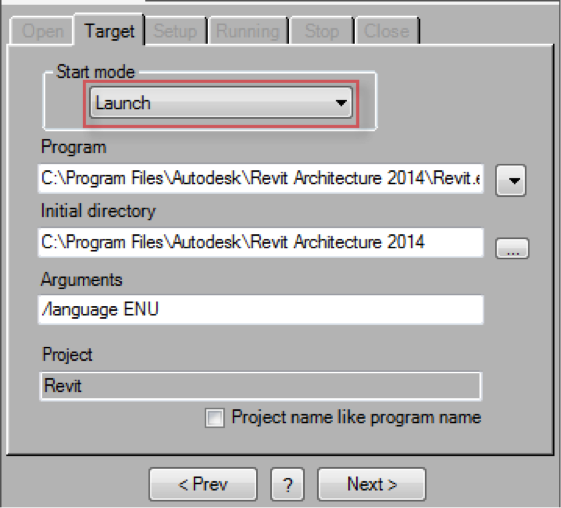 Open Target Setup Running Stop Close
Start mode
Launch
Program
C:\Program Files\Autodesk\Revit Architecture 2014\Revit.e
Initial directory
C:\Program Files\Autodesk\Revit Architecture 2014
...
Arguments
/language ENU
Project
Revit
Project name like program name
< Prev ? Next >